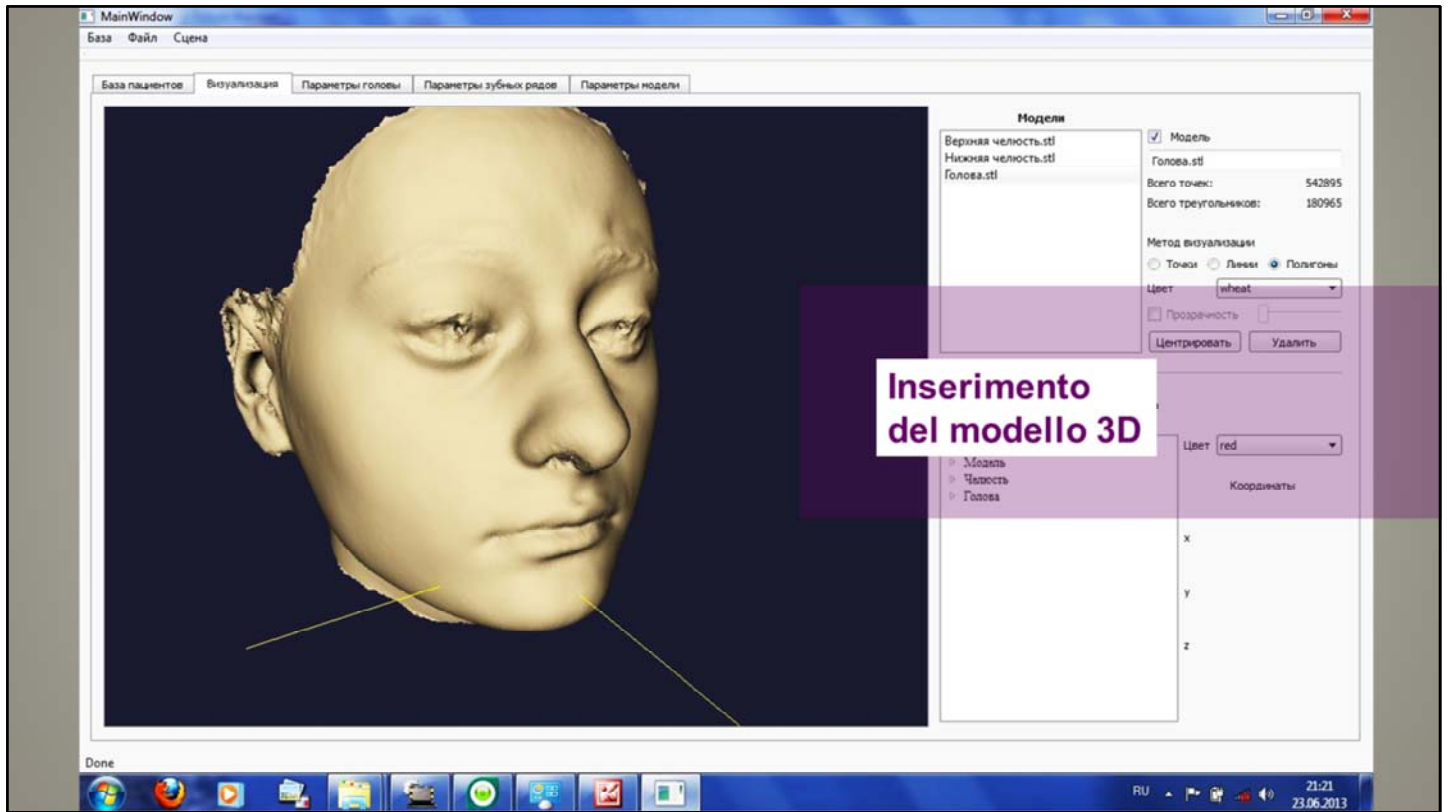 MainWindow
База Файл Сцена
База пациентов Визуализация Параметры головы Параметры зубных рядов Параметры модели
Модели
Верхняя челюсть.stl
Нижняя челюсть.stl
Голова.stl
Модель
Голова.stl
Всего точек: 542895
Всего треугольников: 180965
Метод визуализации
Точки Линии Полигоны
Цвет wheat
Прозрачность
Центрировать Удалить
Inserimento
del modello 3D
Модель
Челюсть
Голова
Цвет red
Координаты
x
y
z
Done
RU 21:21
23.06.2013